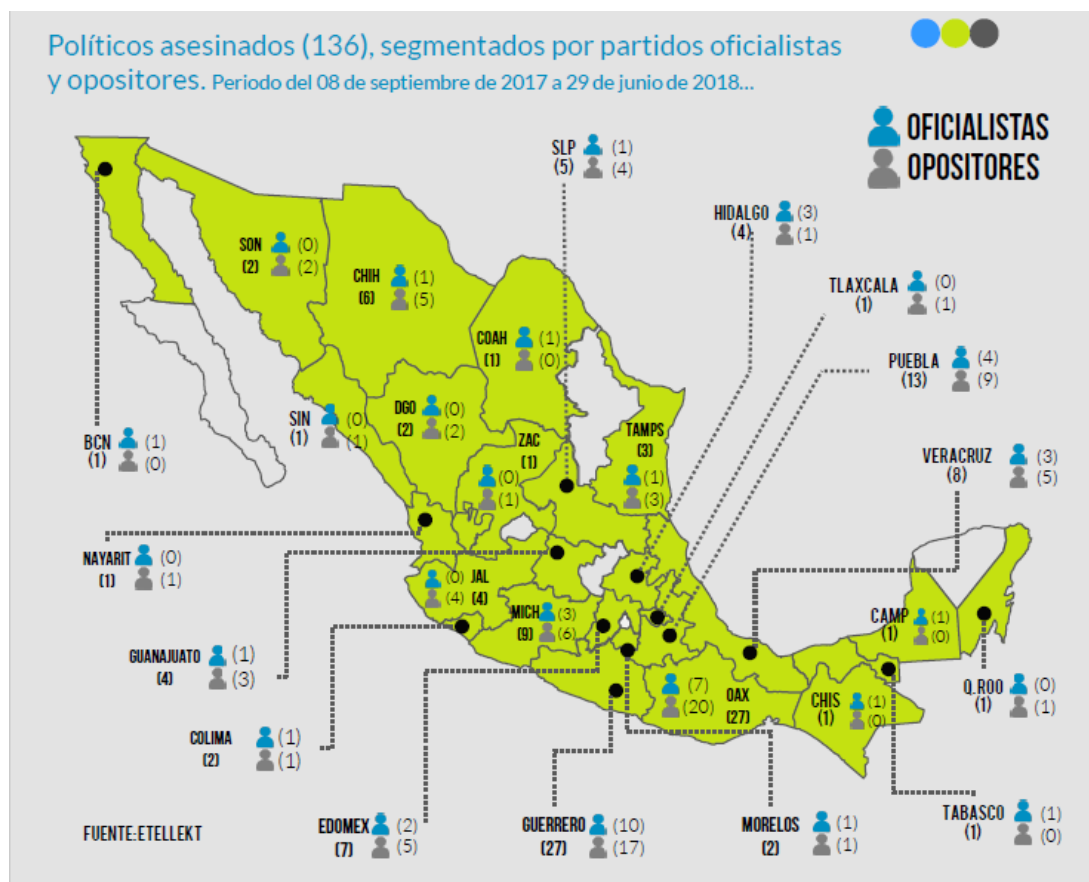 Políticos asesinados (136), segmentados por partidos oficialistas
y opositores. Periodo del 08 de septiembre de 2017 a 29 de junio de 2018...
OFICIALISTAS
OPOSITORES
SLP (1)
(5) (4)
HIDALGO (3)
(4) (1)
SON (0)
(2) (2)
CHIH (1)
(6) (5)
TLAXCALA (0)
(1) (1)
COAH (1)
(1) (0)
PUEBLA (4)
(13) (9)
DGO (0)
(2) (2)
SIN (0)
(1) (1)
ZAC
(1)
(0)
(1)
TAMPS
(3)
(1)
(3)
BCN (1)
(1) (0)
VERACRUZ (3)
(8) (5)
NAYARIT (0)
(1) (1)
(0) JAL
(4) (4)
MICH (3)
(9) (6)
CAMP (1)
(1) (0)
GUANAJUATO (1)
(4) (3)
(7) OAX
(20) (27)
CHIS (1)
(1) (0)
Q.ROO (0)
(1) (1)
COLIMA (1)
(2) (1)
FUENTE:ETELLEKT
EDOMEX (2)
(7) (5)
GUERRERO (10)
(27) (17)
MORELOS (1)
(2) (1)
TABASCO (1)
(1) (0)